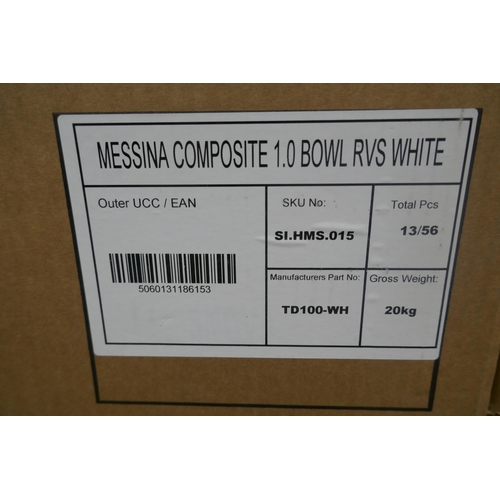 MESSINA COMPOSITE 1.0 BOWL RVS WHITE
Outer UCC / EAN
5060131186153
SKU No:
SI.HMS.015
Total Pcs
13/56
Manufacturers Part No:
TD100-WH
Gross Weight:
20kg